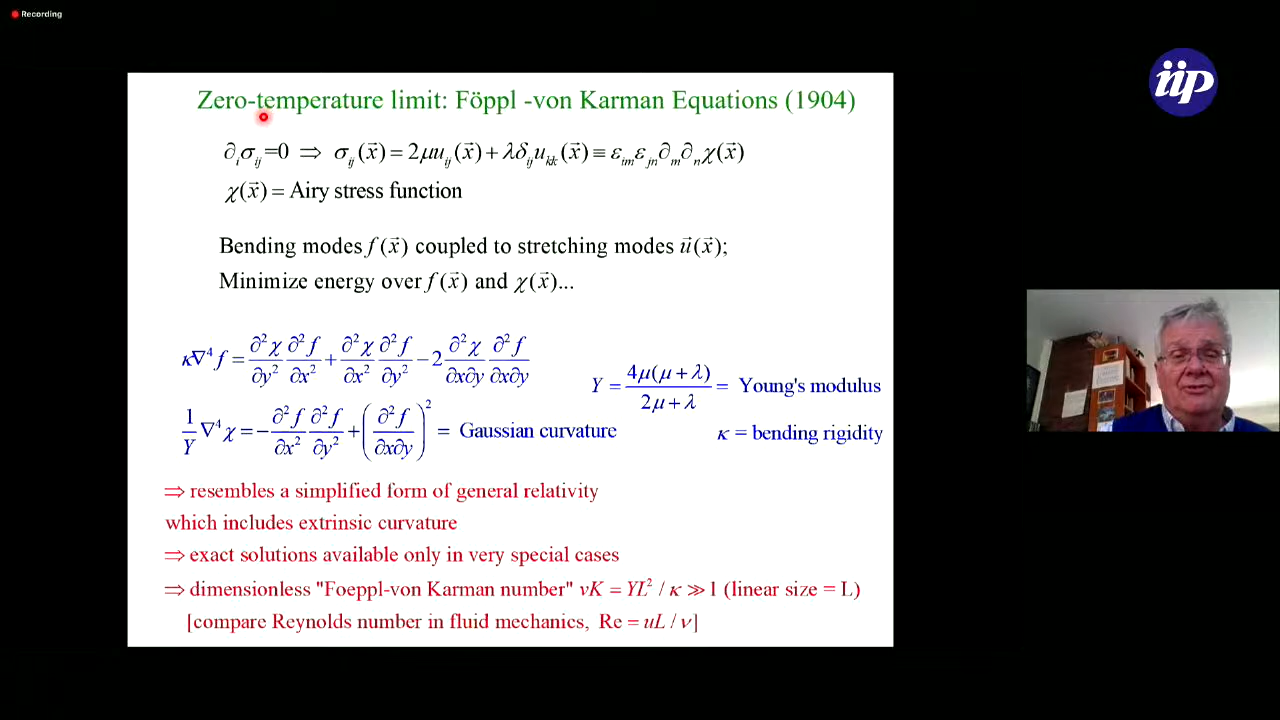 Recording
iip
Zero-temperature limit: Föppl -von Karman Equations (1904)
∂ᵢσᵢⱼ=0 ⇒ σᵢⱼ(x⃗) = 2μuᵢⱼ(x⃗) + λδᵢⱼuₖₖ(x⃗) ≡ εᵢₘεⱼₙ∂ₘ∂ₙχ(x⃗)
χ(x⃗) = Airy stress function
Bending modes f(x⃗) coupled to stretching modes u⃗(x⃗);
Minimize energy over f(x⃗) and χ(x⃗)...
κ∇⁴f = ∂²χ/∂y² ∂²f/∂x² + ∂²χ/∂x² ∂²f/∂y² − 2 ∂²χ/∂x∂y ∂²f/∂x∂y
Y = 4μ(μ + λ)/2μ + λ = Young's modulus
1/Y ∇⁴χ = − ∂²f/∂x² ∂²f/∂y² + (∂²f/∂x∂y)² = Gaussian curvature
κ = bending rigidity
⇒ resembles a simplified form of general relativity
which includes extrinsic curvature
⇒ exact solutions available only in very special cases
⇒ dimensionless "Foeppl-von Karman number" vK = YL² / κ ≫ 1 (linear size = L)
[compare Reynolds number in fluid mechanics, Re = uL / ν]